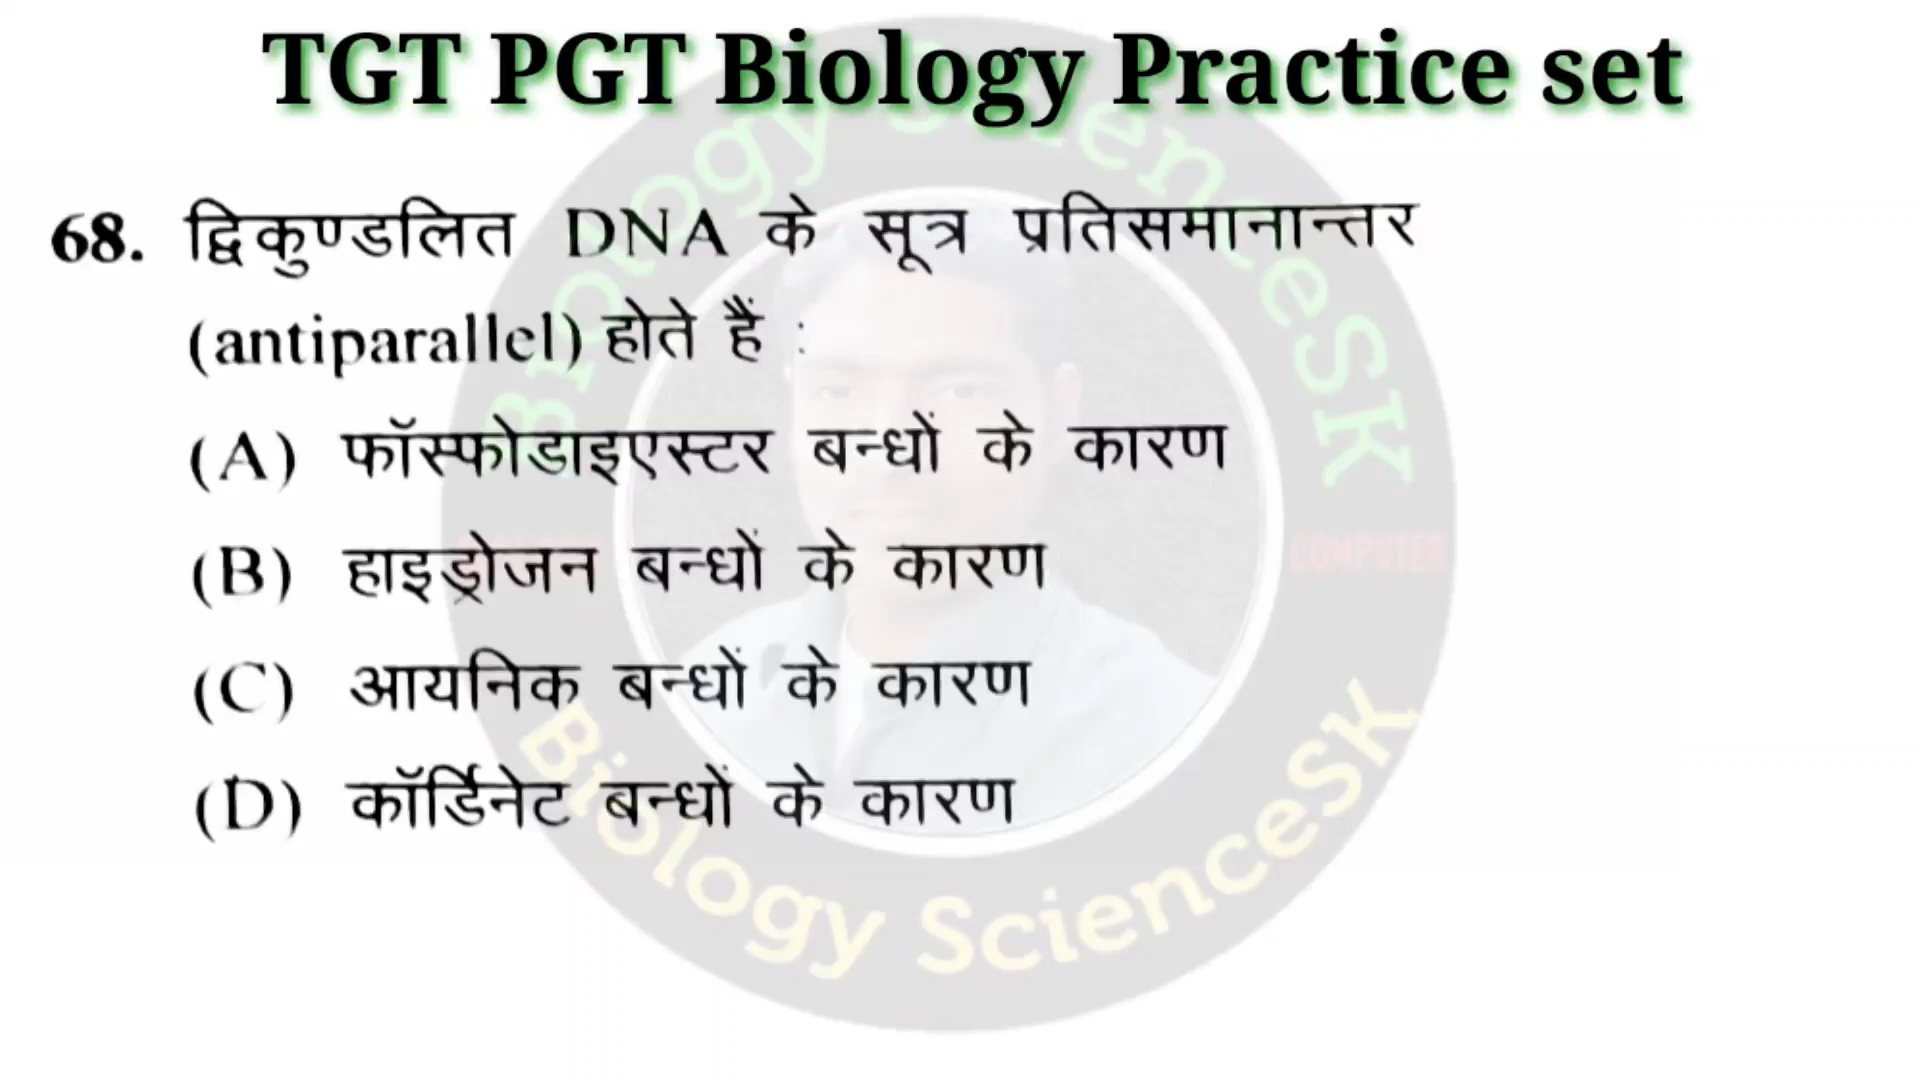 TGT PGT Biology Practice set
68. द्विकुण्डलित DNA के सूत्र प्रतिसमानान्तर
(antiparallel) होते हैं :
(A) फॉस्फोडाइएस्टर बन्धों के कारण
(B) हाइड्रोजन बन्धों के कारण
(C) आयनिक बन्धों के कारण
(D) कॉर्डिनेट बन्धों के कारण
Biology ScienceSK
COMPUTER
Biology ScienceSK